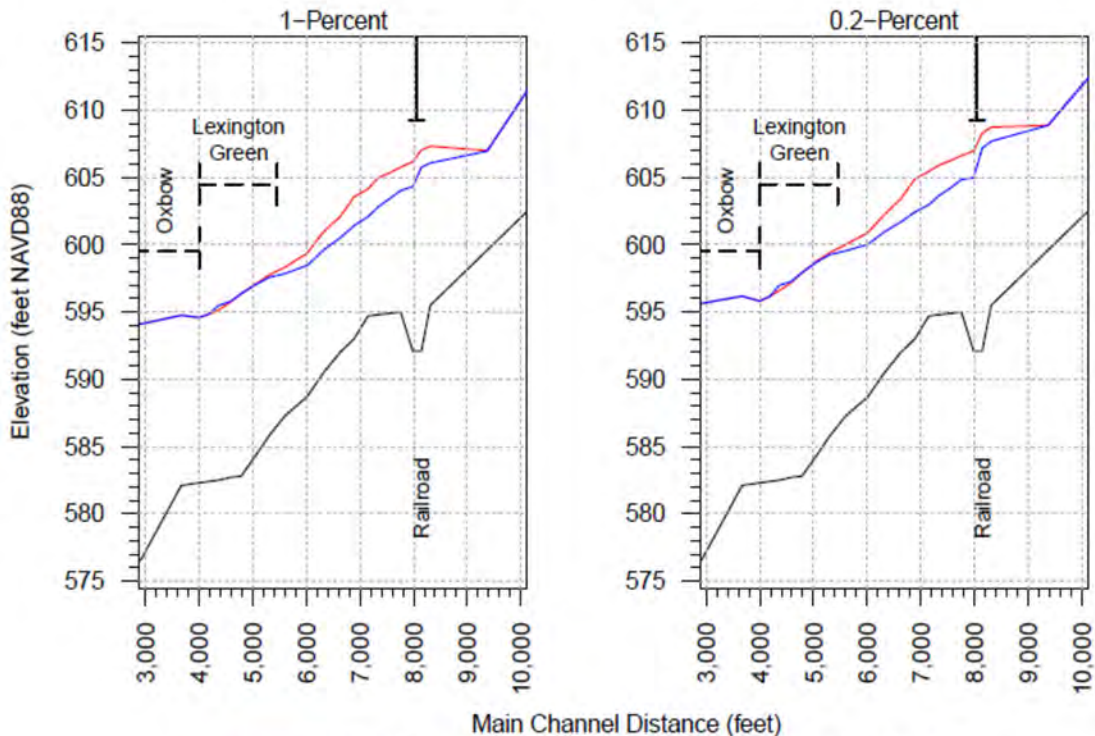 1-Percent
0.2-Percent
Elevation (feet NAVD88)
615
610
605
600
595
590
585
580
575
Oxbow
Lexington
Green
Railroad
3,000
4,000
5,000
6,000
7,000
8,000
9,000
10,000
615
610
605
600
595
590
585
580
575
Oxbow
Lexington
Green
Railroad
3,000
4,000
5,000
6,000
7,000
8,000
9,000
10,000
Main Channel Distance (feet)